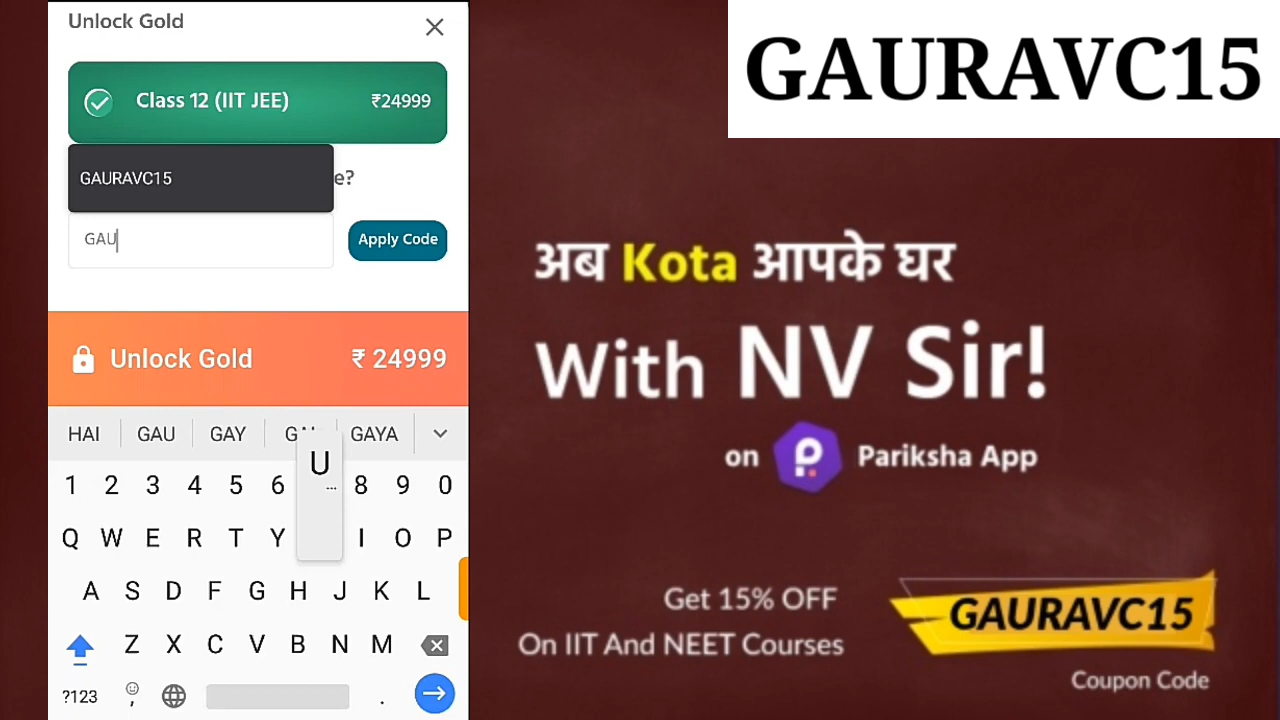 Unlock Gold
Class 12 (IIT JEE) ₹24999
GAURAVC15
e?
GAU
Apply Code
Unlock Gold ₹ 24999
HAI GAU GAY GAYA
U
...
1 2 3 4 5 6 8 9 0
Q W E R T Y I O P
A S D F G H J K L
Z X C V B N M
?123 , .
GAURAVC15
अब Kota आपके घर
With NV Sir!
on Pariksha App
Get 15% OFF
On IIT And NEET Courses
GAURAVC15
Coupon Code